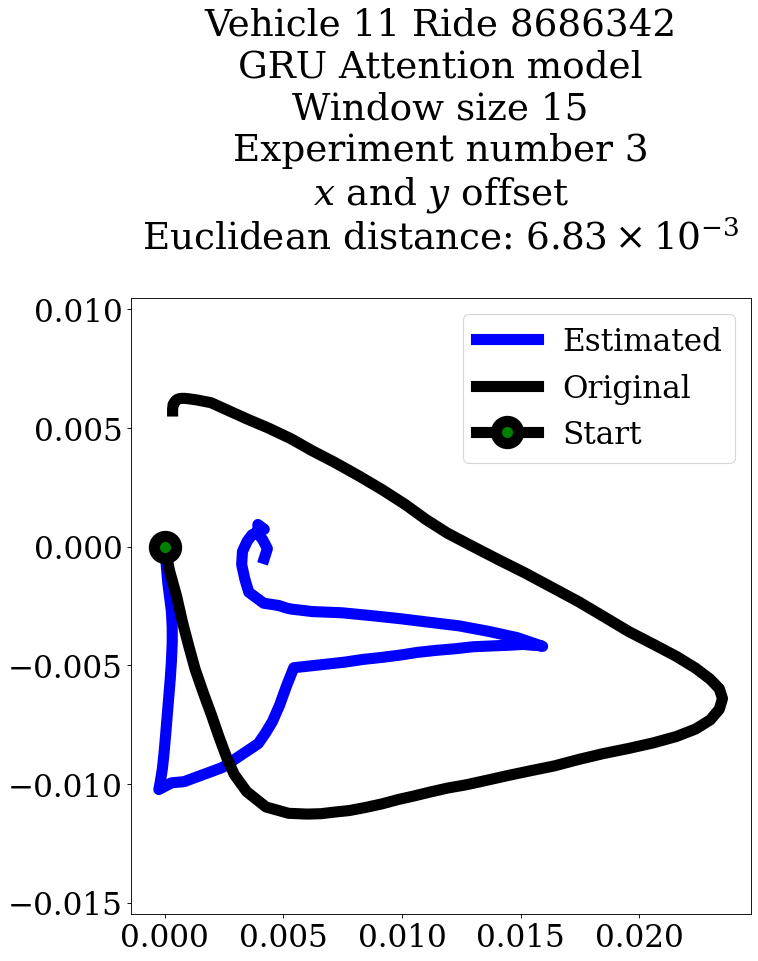 Vehicle 11 Ride 8686342
GRU Attention model
Window size 15
Experiment number 3
x and y offset
Euclidean distance: 6.83 × 10⁻³
0.010
0.005
0.000
−0.005
−0.010
−0.015
Estimated
Original
Start
0.000 0.005 0.010 0.015 0.020